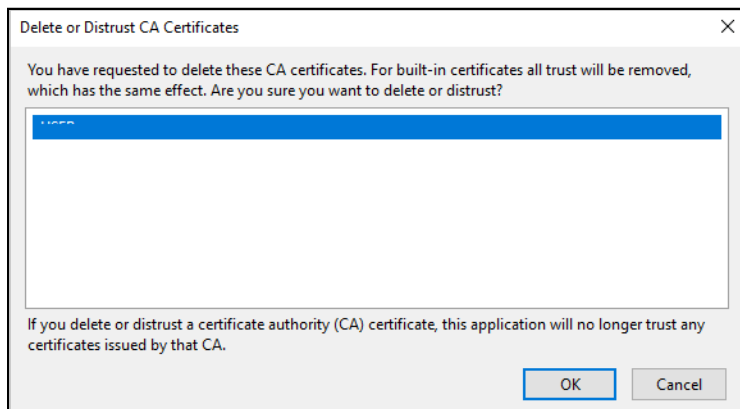 Delete or Distrust CA Certificates
You have requested to delete these CA certificates. For built-in certificates all trust will be removed,
which has the same effect. Are you sure you want to delete or distrust?
If you delete or distrust a certificate authority (CA) certificate, this application will no longer trust any
certificates issued by that CA.
OK
Cancel